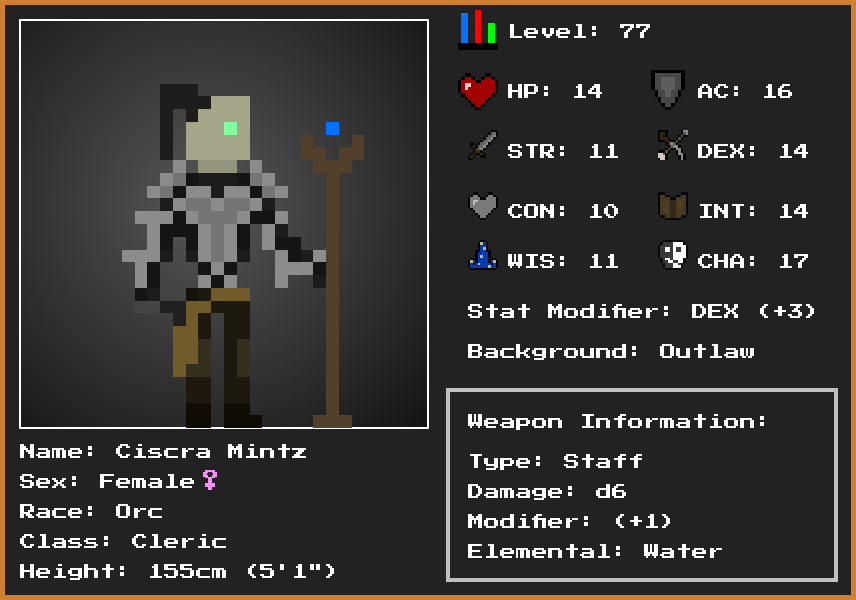 Level: 77
HP: 14
AC: 16
STR: 11
DEX: 14
CON: 10
INT: 14
WIS: 11
CHA: 17
Stat Modifier: DEX (+3)
Background: Outlaw
Weapon Information:
Type: Staff
Damage: d6
Modifier: (+1)
Elemental: Water
Name: Ciscra Mintz
Sex: Female♀
Race: Orc
Class: Cleric
Height: 155cm (5'1")